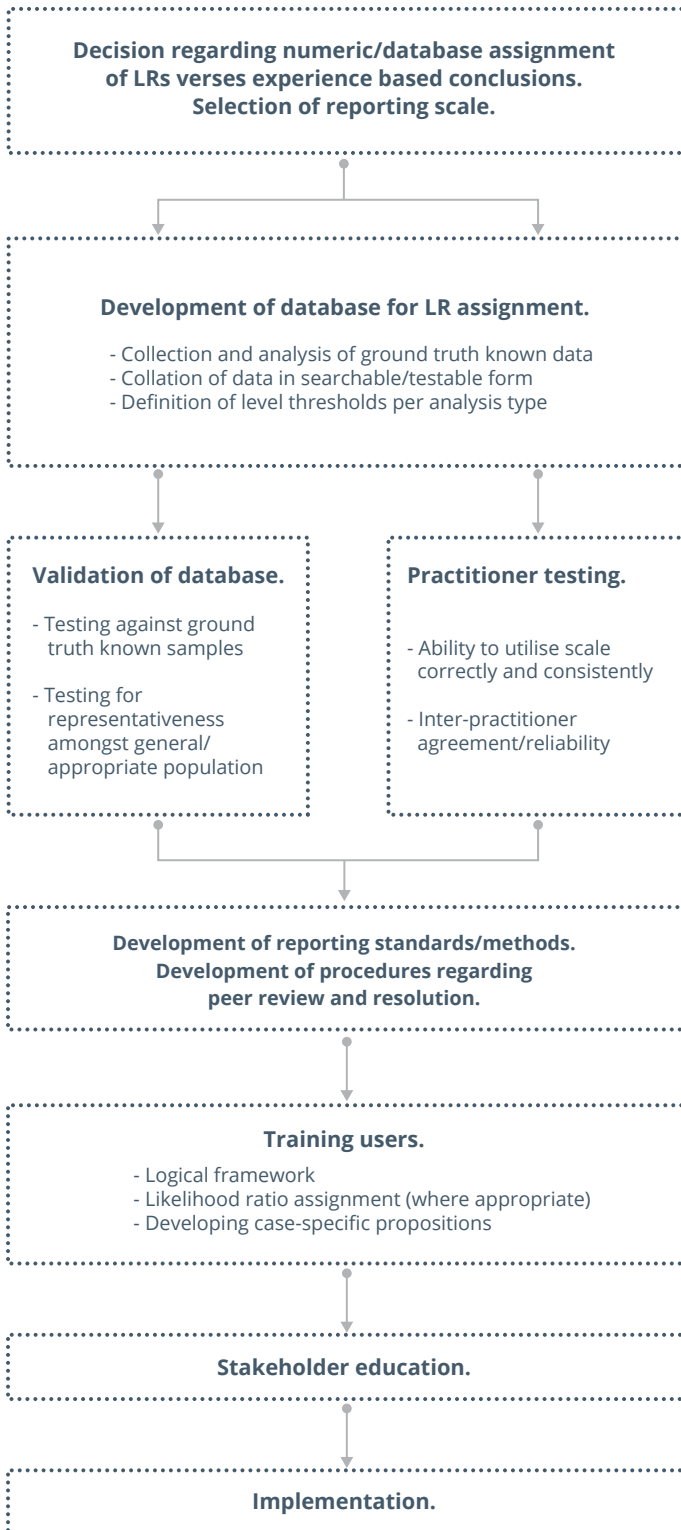 Decision regarding numeric/database assignment
of LRs verses experience based conclusions.
Selection of reporting scale.
Development of database for LR assignment.
- Collection and analysis of ground truth known data
- Collation of data in searchable/testable form
- Definition of level thresholds per analysis type
Validation of database.
- Testing against ground
truth known samples
- Testing for
representativeness
amongst general/
appropriate population
Practitioner testing.
- Ability to utilise scale
correctly and consistently
- Inter-practitioner
agreement/reliability
Development of reporting standards/methods.
Development of procedures regarding
peer review and resolution.
Training users.
- Logical framework
- Likelihood ratio assignment (where appropriate)
- Developing case-specific propositions
Stakeholder education.
Implementation.